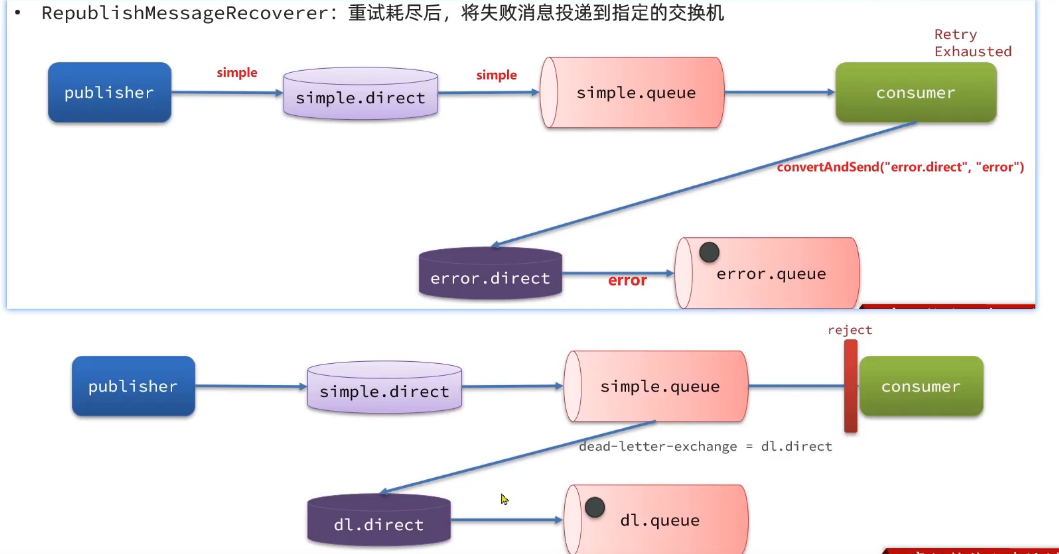 • RepublishMessageRecoverer：重试耗尽后，将失败消息投递到指定的交换机
Retry
Exhausted
simple
simple
publisher
simple.direct
simple.queue
consumer
convertAndSend("error.direct", "error")
error.direct
error
error.queue
reject
publisher
simple.direct
simple.queue
consumer
dead-letter-exchange = dl.direct
dl.direct
dl.queue